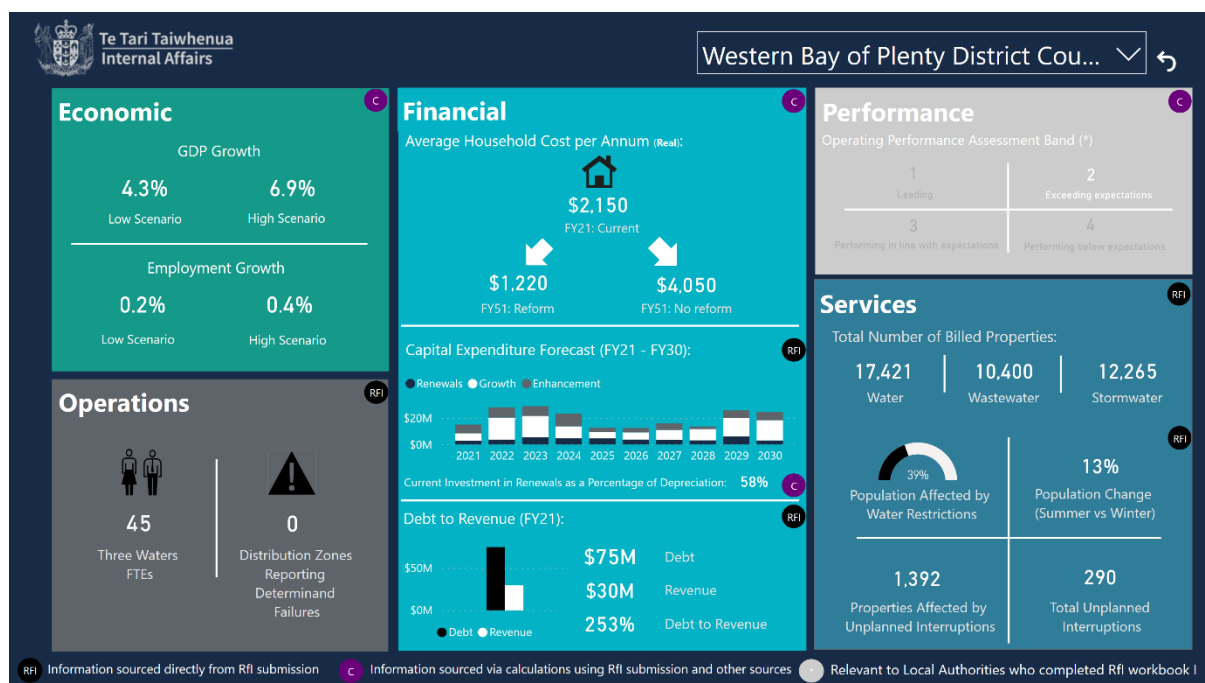 Te Tari Taiwhenua
Internal Affairs
Western Bay of Plenty District Cou...
Economic
C
GDP Growth
4.3%
6.9%
Low Scenario
High Scenario
Employment Growth
0.2%
0.4%
Low Scenario
High Scenario
Operations
RFI
45
0
Three Waters
FTEs
Distribution Zones
Reporting
Determinand
Failures
Financial
C
Average Household Cost per Annum (Real):
$2,150
FY21: Current
$1,220
$4,050
FY51: Reform
FY51: No reform
Capital Expenditure Forecast (FY21 - FY30):
RFI
Renewals Growth Enhancement
$20M
$0M
2021 2022 2023 2024 2025 2026 2027 2028 2029 2030
Current Investment in Renewals as a Percentage of Depreciation: 58%
C
Debt to Revenue (FY21):
RFI
$50M
$0M
Debt Revenue
$75M Debt
$30M Revenue
253% Debt to Revenue
Performance
C
Operating Performance Assessment Band (*)
1
Leading
2
Exceeding expectations
3
Performing in line with expectations
4
Performing below expectations
Services
RFI
Total Number of Billed Properties:
17,421
10,400
12,265
Water
Wastewater
Stormwater
RFI
39%
Population Affected by
Water Restrictions
13%
Population Change
(Summer vs Winter)
1,392
Properties Affected by
Unplanned Interruptions
290
Total Unplanned
Interruptions
RFI Information sourced directly from RfI submission
C Information sourced via calculations using RfI submission and other sources
Relevant to Local Authorities who completed RfI workbook I